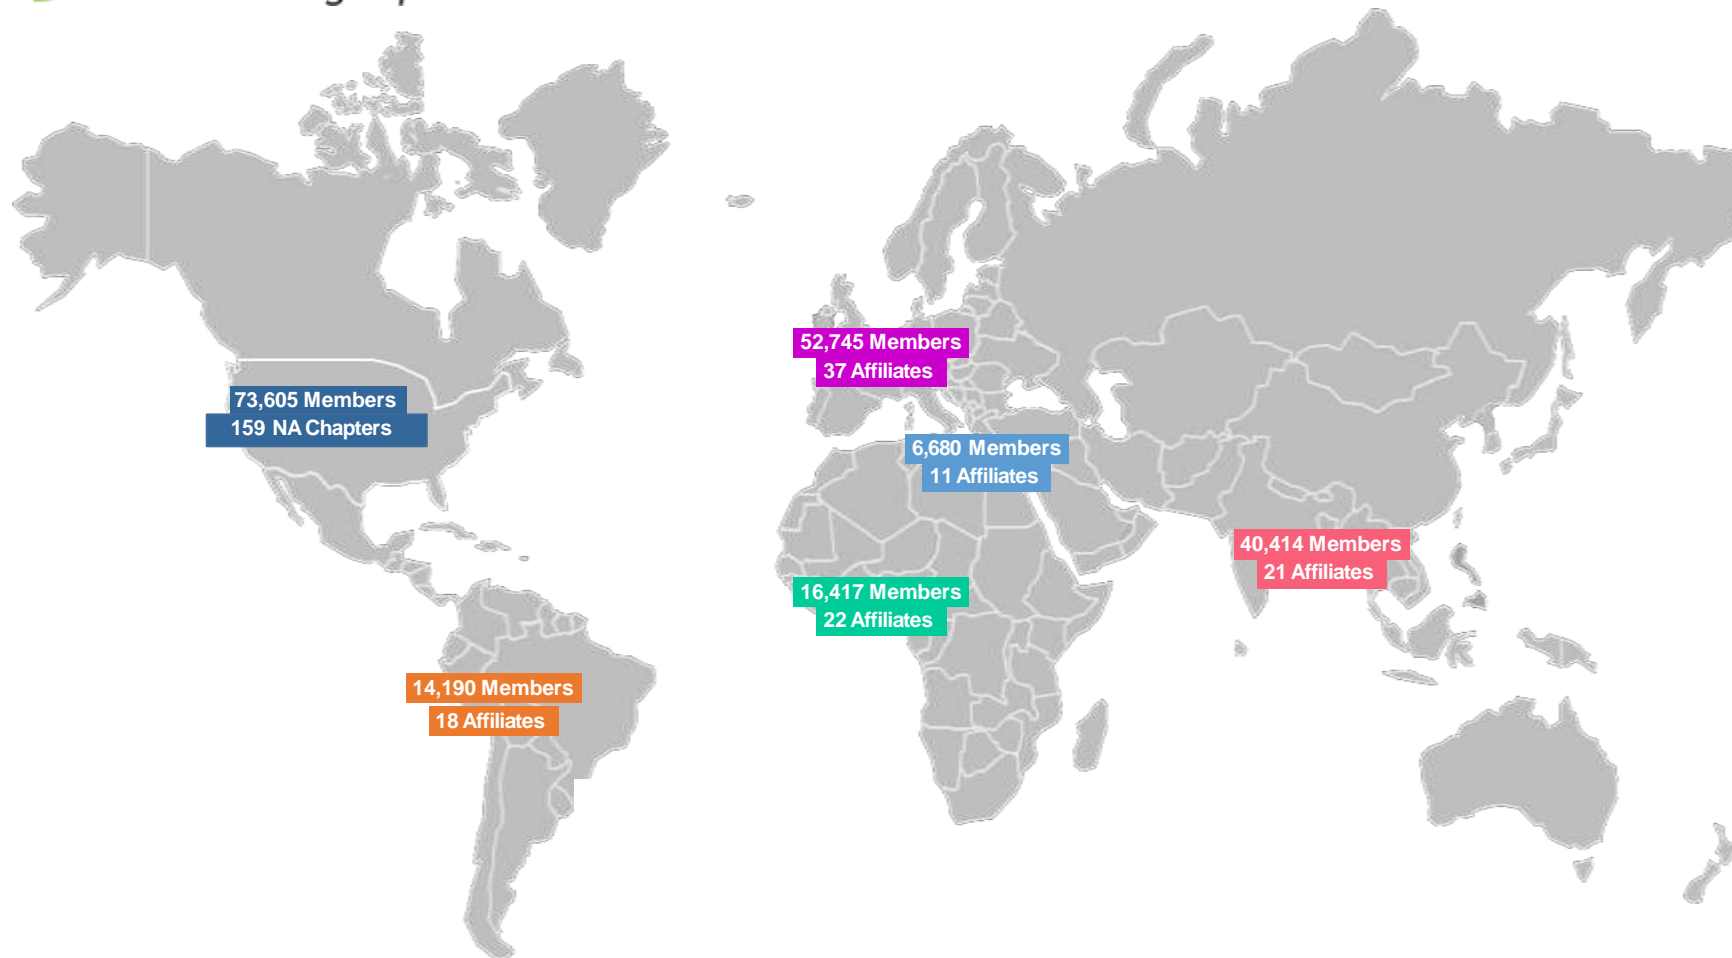 52,745 Members
37 Affiliates
73,605 Members
159 NA Chapters
6,680 Members
11 Affiliates
40,414 Members
21 Affiliates
16,417 Members
22 Affiliates
14,190 Members
18 Affiliates